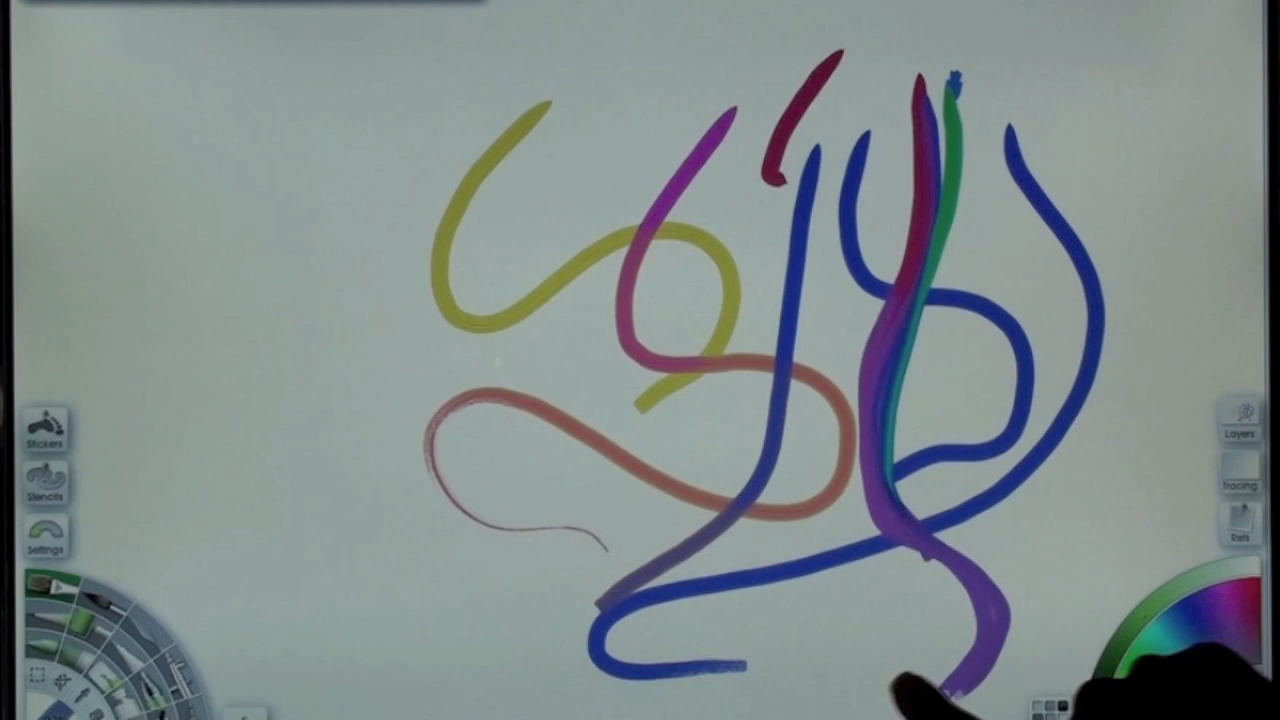 Stickers
Stencils
Settings
Layers
Tracing
Refs